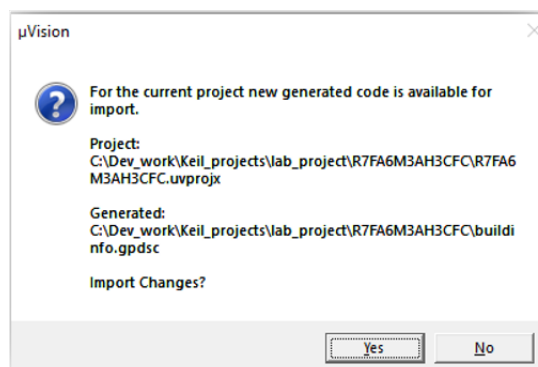 µVision
For the current project new generated code is available for
import.
Project:
C:\Dev_work\Keil_projects\lab_project\R7FA6M3AH3CFC\R7FA6
M3AH3CFC.uvprojx
Generated:
C:\Dev_work\Keil_projects\lab_project\R7FA6M3AH3CFC\buildi
nfo.gpdsc
Import Changes?
Yes No